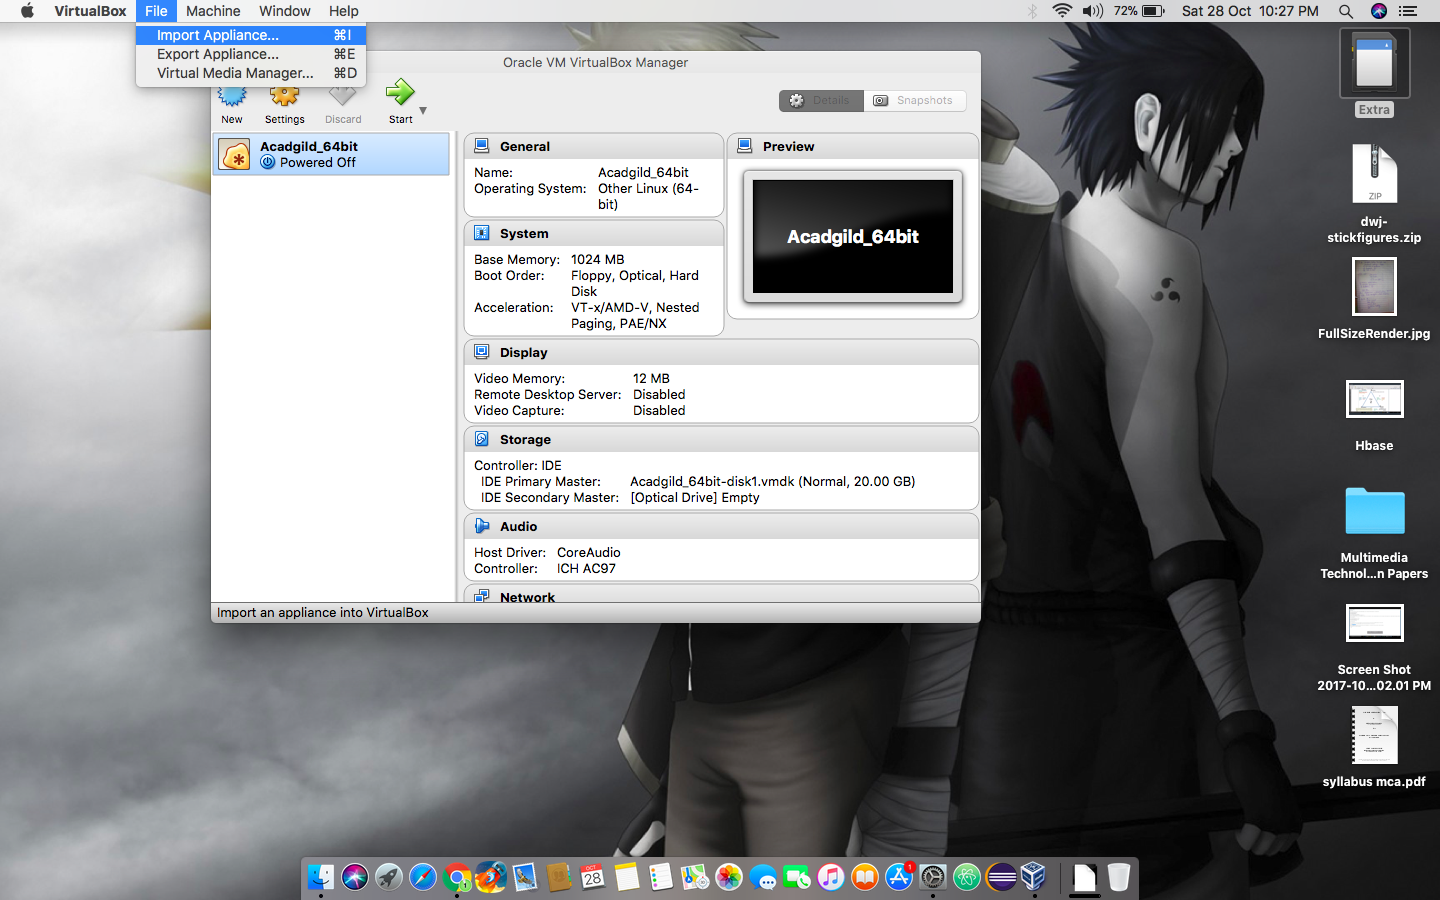 VirtualBox File Machine Window Help 72% Sat 28 Oct 10:27 PM
Import Appliance... ⌘I
Export Appliance... ⌘E
Virtual Media Manager... ⌘D
Oracle VM VirtualBox Manager
New Settings Discard Start
Details Snapshots
Acadgild_64bit
Powered Off
General
Name: Acadgild_64bit
Operating System: Other Linux (64-
bit)
System
Base Memory: 1024 MB
Boot Order: Floppy, Optical, Hard
Disk
Acceleration: VT-x/AMD-V, Nested
Paging, PAE/NX
Preview
Acadgild_64bit
Display
Video Memory: 12 MB
Remote Desktop Server: Disabled
Video Capture: Disabled
Storage
Controller: IDE
IDE Primary Master: Acadgild_64bit-disk1.vmdk (Normal, 20.00 GB)
IDE Secondary Master: [Optical Drive] Empty
Audio
Host Driver: CoreAudio
Controller: ICH AC97
Network
Import an appliance into VirtualBox
Extra
ZIP
dwj-
stickfigures.zip
FullSizeRender.jpg
Hbase
Multimedia
Technol...n Papers
Screen Shot
2017-10...02.01 PM
syllabus mca.pdf
OCT
28
1
1